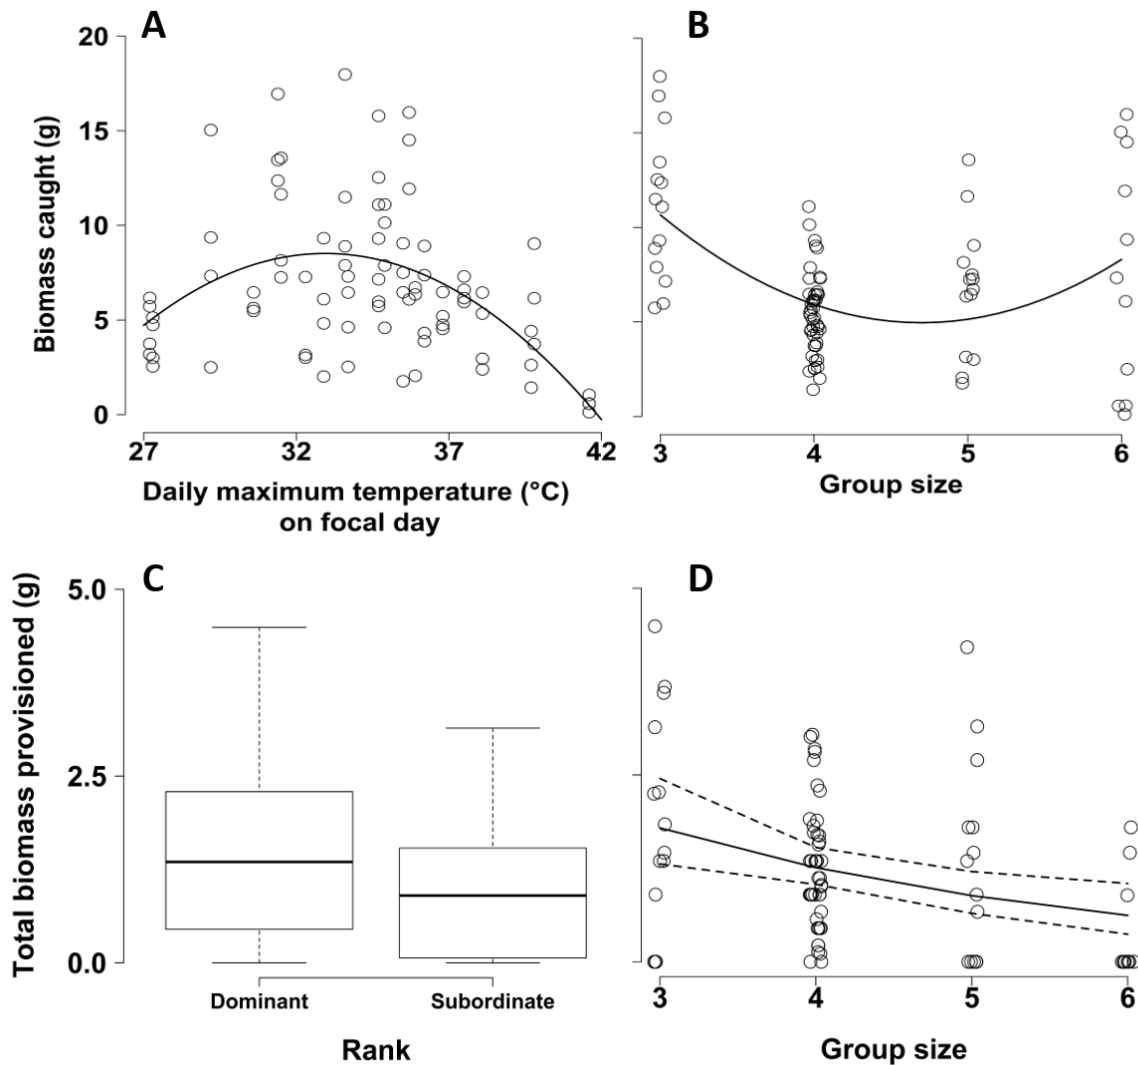 A
B
20
15
10
5
0
Biomass caught (g)
27
32
37
42
Daily maximum temperature (°C)
on focal day
3
4
5
6
Group size
C
D
5.0
2.5
0.0
Total biomass provisioned (g)
Dominant
Subordinate
Rank
3
4
5
6
Group size